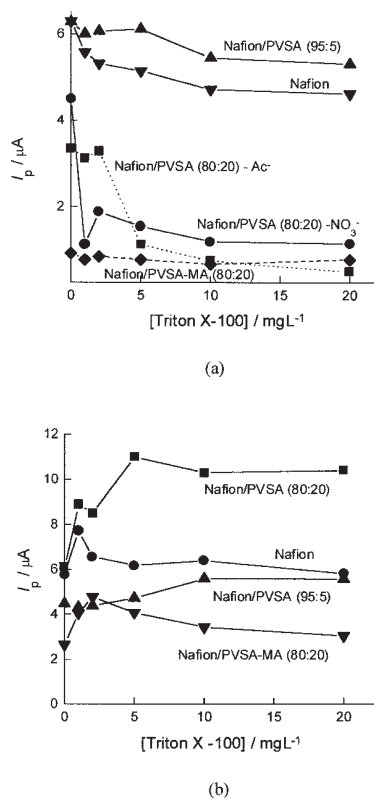 6
4
2
Ip / μA
Nafion/PVSA (95:5)
Nafion
Nafion/PVSA (80:20) - Ac-
Nafion/PVSA (80:20) -NO3-
Nafion/PVSA-MA (80:20)
0 5 10 15 20
[Triton X-100] / mgL-1
(a)
12
10
8
6
4
2
0
Ip / μA
Nafion/PVSA (80:20)
Nafion
Nafion/PVSA (95:5)
Nafion/PVSA-MA (80:20)
0 5 10 15 20
[Triton X -100] / mgL-1
(b)